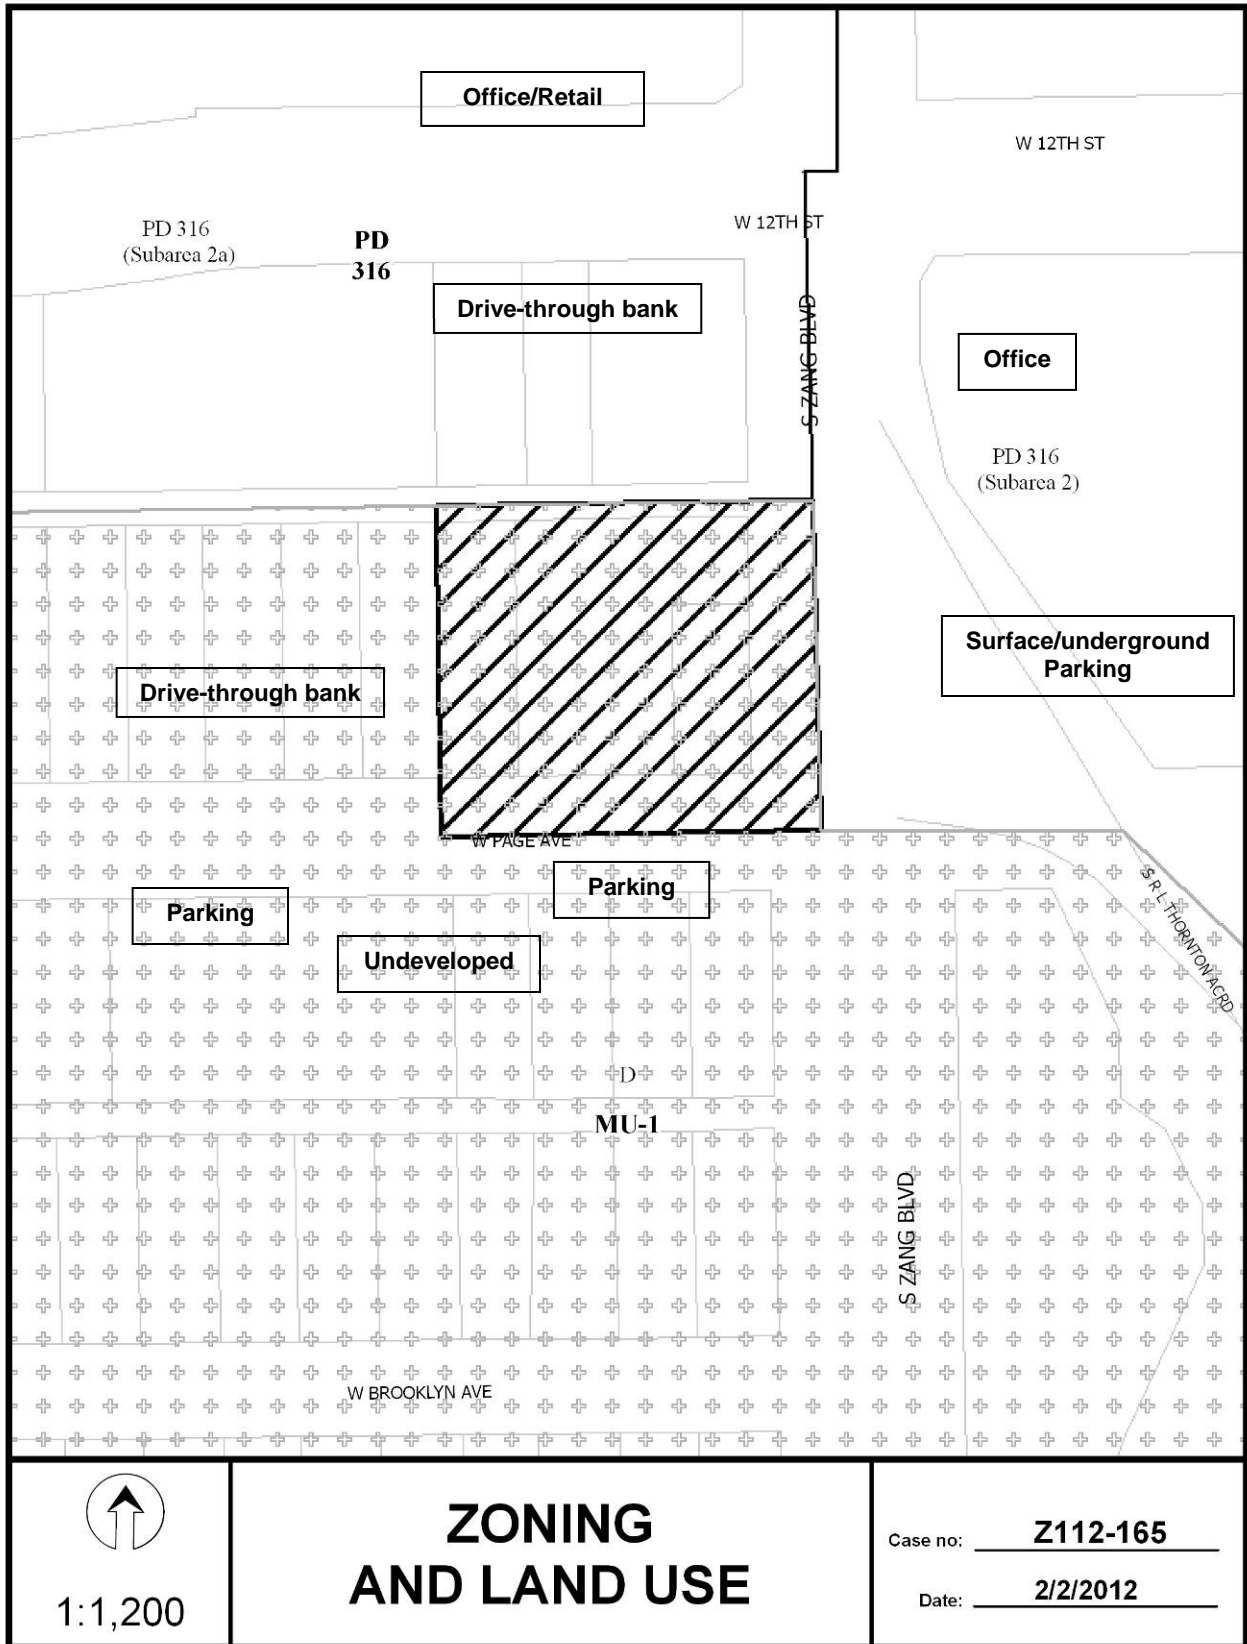 Office/Retail
W 12TH ST
W 12TH ST
PD 316
(Subarea 2a)
PD
316
Drive-through bank
S ZANG BLVD
Office
PD 316
(Subarea 2)
Surface/underground
Parking
Drive-through bank
W PAGE AVE
Parking
Parking
Undeveloped
S R L THORNTON ACRD
D
MU-1
S ZANG BLVD
W BROOKLYN AVE
1:1,200
ZONING
AND LAND USE
Case no: Z112-165
Date: 2/2/2012